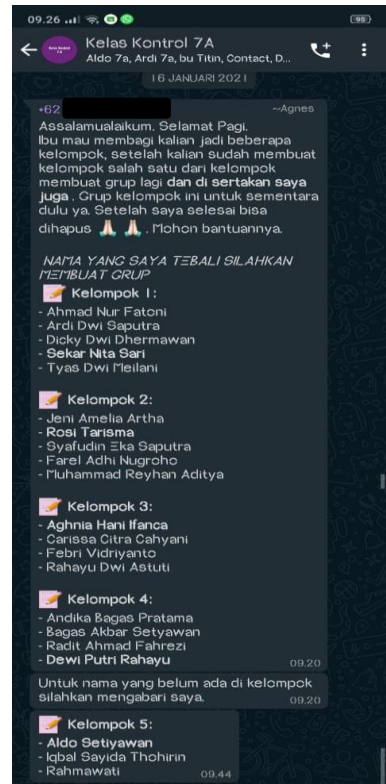 09.26
95
Kelas Kontrol 7A
Kelas Kontrol 7A
Aldo 7a, Ardi 7a, bu Titin, Contact, D...
16 JANUARI 2021
+62
~Agnes
Assalamualaikum. Selamat Pagi.
Ibu mau membagi kalian jadi beberapa
kelompok, setelah kalian sudah membuat
kelompok salah satu dari kelompok
membuat grup lagi dan di sertakan saya
juga . Grup kelompok ini untuk sementara
dulu ya. Setelah saya selesai bisa
dihapus 🙏🏻 🙏🏻 . Mohon bantuannya.
NAMA YANG SAYA TEBALI SILAHKAN
MEMBUAT GRUP
📝 Kelompok 1:
- Ahmad Nur Fatoni
- Ardi Dwi Saputra
- Dicky Dwi Dhermawan
- Sekar Nita Sari
- Tyas Dwi Meilani
📝 Kelompok 2:
- Jeni Amelia Artha
- Rosi Tarisma
- Syafudin Eka Saputra
- Farel Adhi Nugroho
- Muhammad Reyhan Aditya
📝 Kelompok 3:
- Aghnia Hani Ifanca
- Carissa Citra Cahyani
- Febri Vidriyanto
- Rahayu Dwi Astuti
📝 Kelompok 4:
- Andika Bagas Pratama
- Bagas Akbar Setyawan
- Radit Ahmad Fahrezi
- Dewi Putri Rahayu
09.20
Untuk nama yang belum ada di kelompok
silahkan mengabari saya.
09.20
📝 Kelompok 5:
- Aldo Setiyawan
- Iqbal Sayida Thohirin
- Rahmawati
09.44